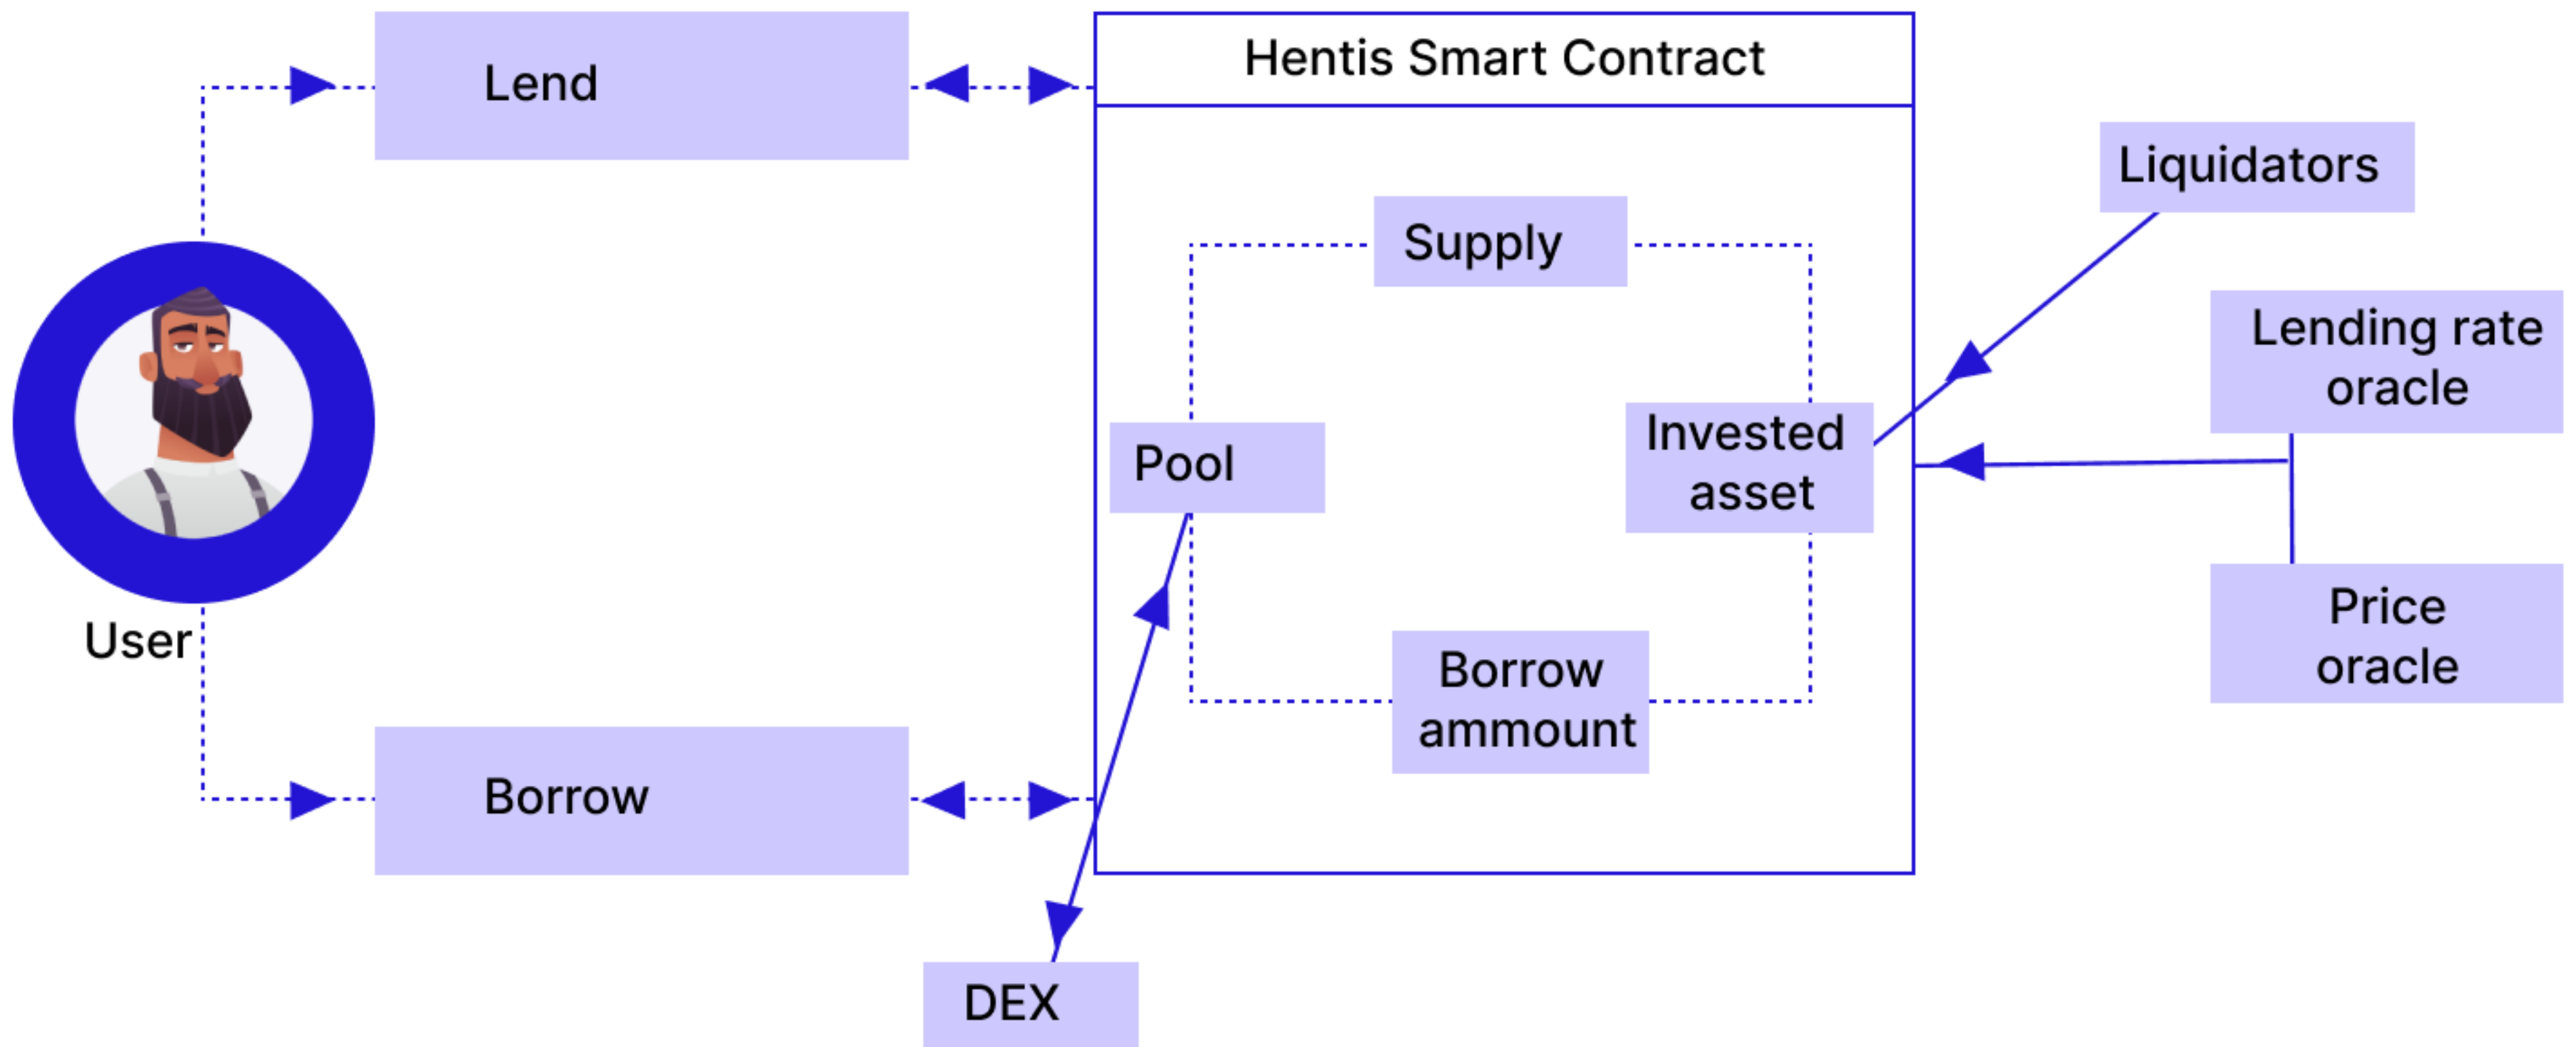 Lend
Hentis Smart Contract
Liquidators
Supply
Lending rate
oracle
Invested
asset
Pool
User
Price
oracle
Borrow
ammount
Borrow
DEX